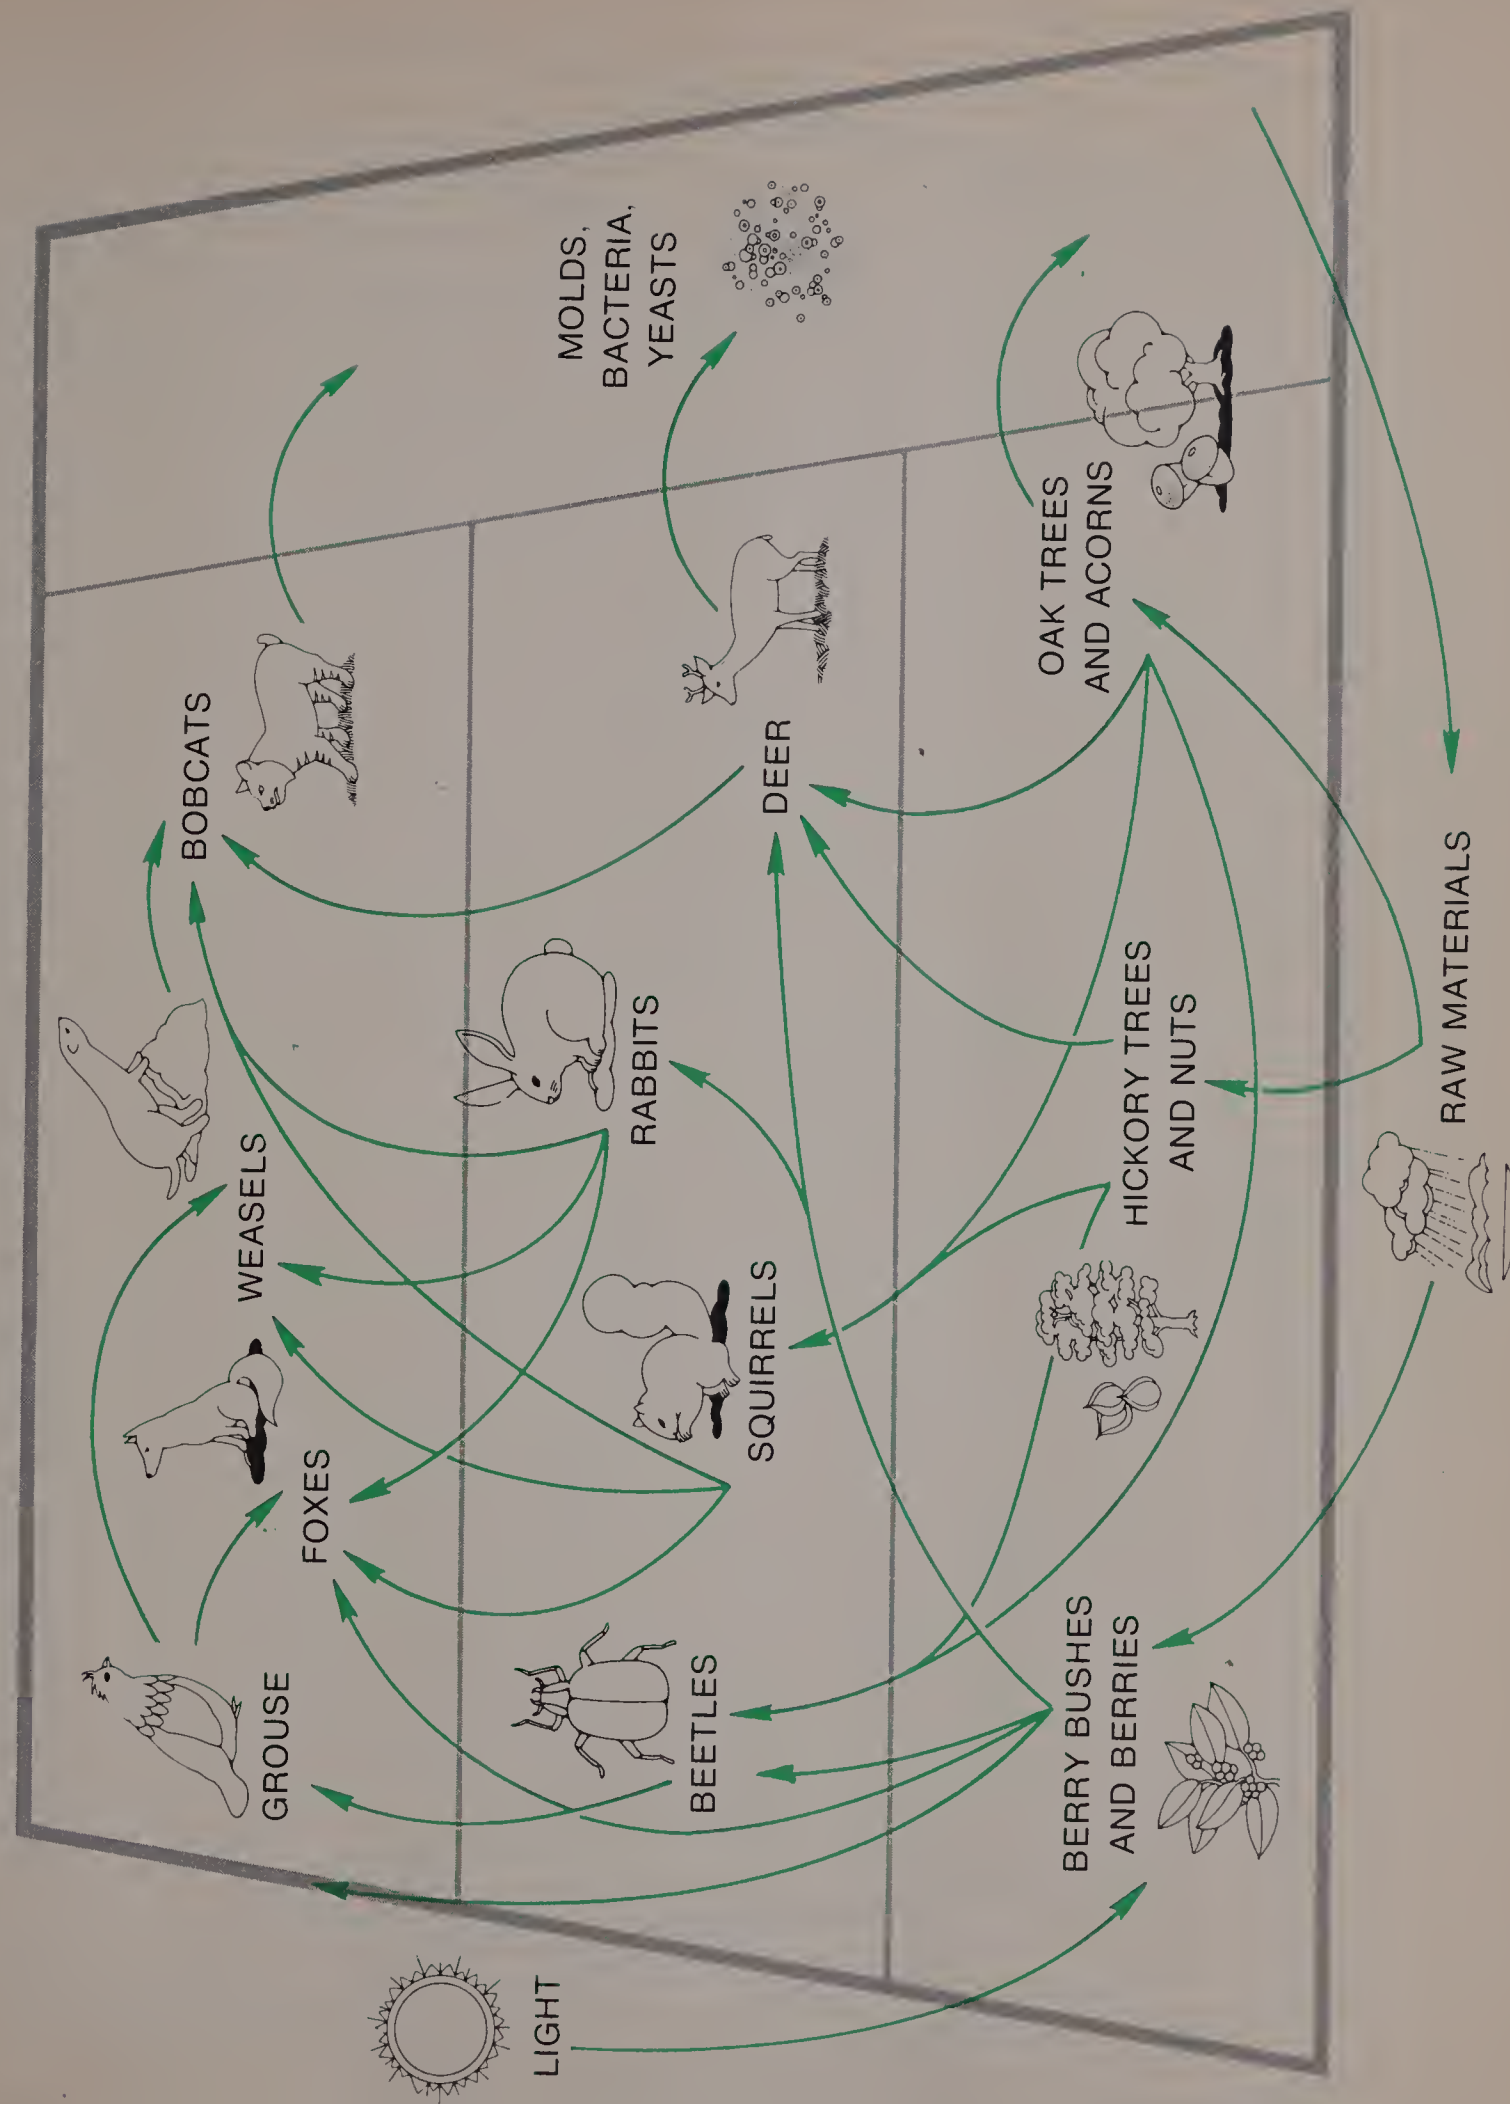 LIGHT
GROUSE
FOXES
WEASELS
BOBCATS
BEETLES
SQUIRRELS
RABBITS
DEER
MOLDS,
BACTERIA,
YEASTS
BERRY BUSHES
AND BERRIES
HICKORY TREES
AND NUTS
OAK TREES
AND ACORNS
RAW MATERIALS